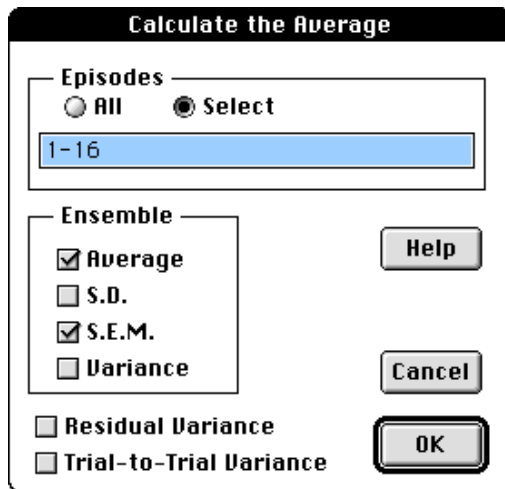 Calculate the Average
Episodes
All Select
1-16
Ensemble
Average
S.D.
S.E.M.
Variance
Help
Cancel
Residual Variance
Trial-to-Trial Variance
OK